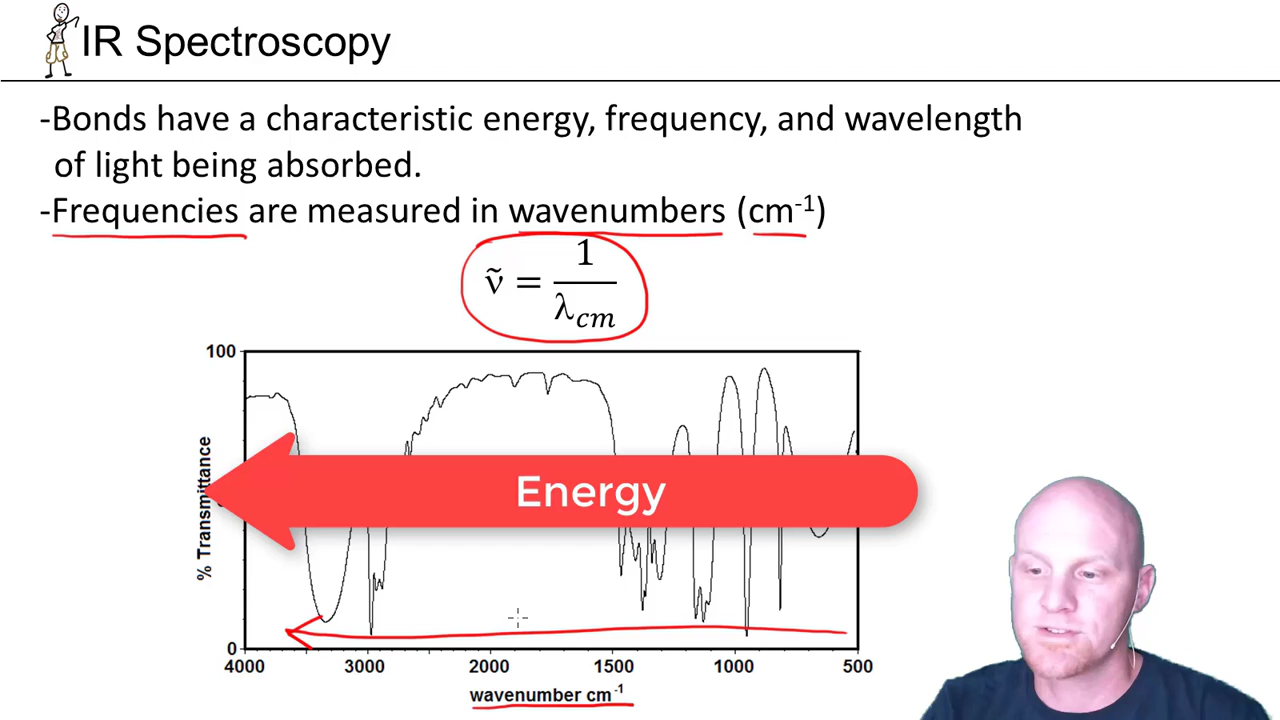 IR Spectroscopy
-Bonds have a characteristic energy, frequency, and wavelength
of light being absorbed.
-Frequencies are measured in wavenumbers (cm⁻¹)
ṽ = 1/λ_cm
100
% Transmittance
Energy
0
4000 3000 2000 1500 1000 500
wavenumber cm⁻¹